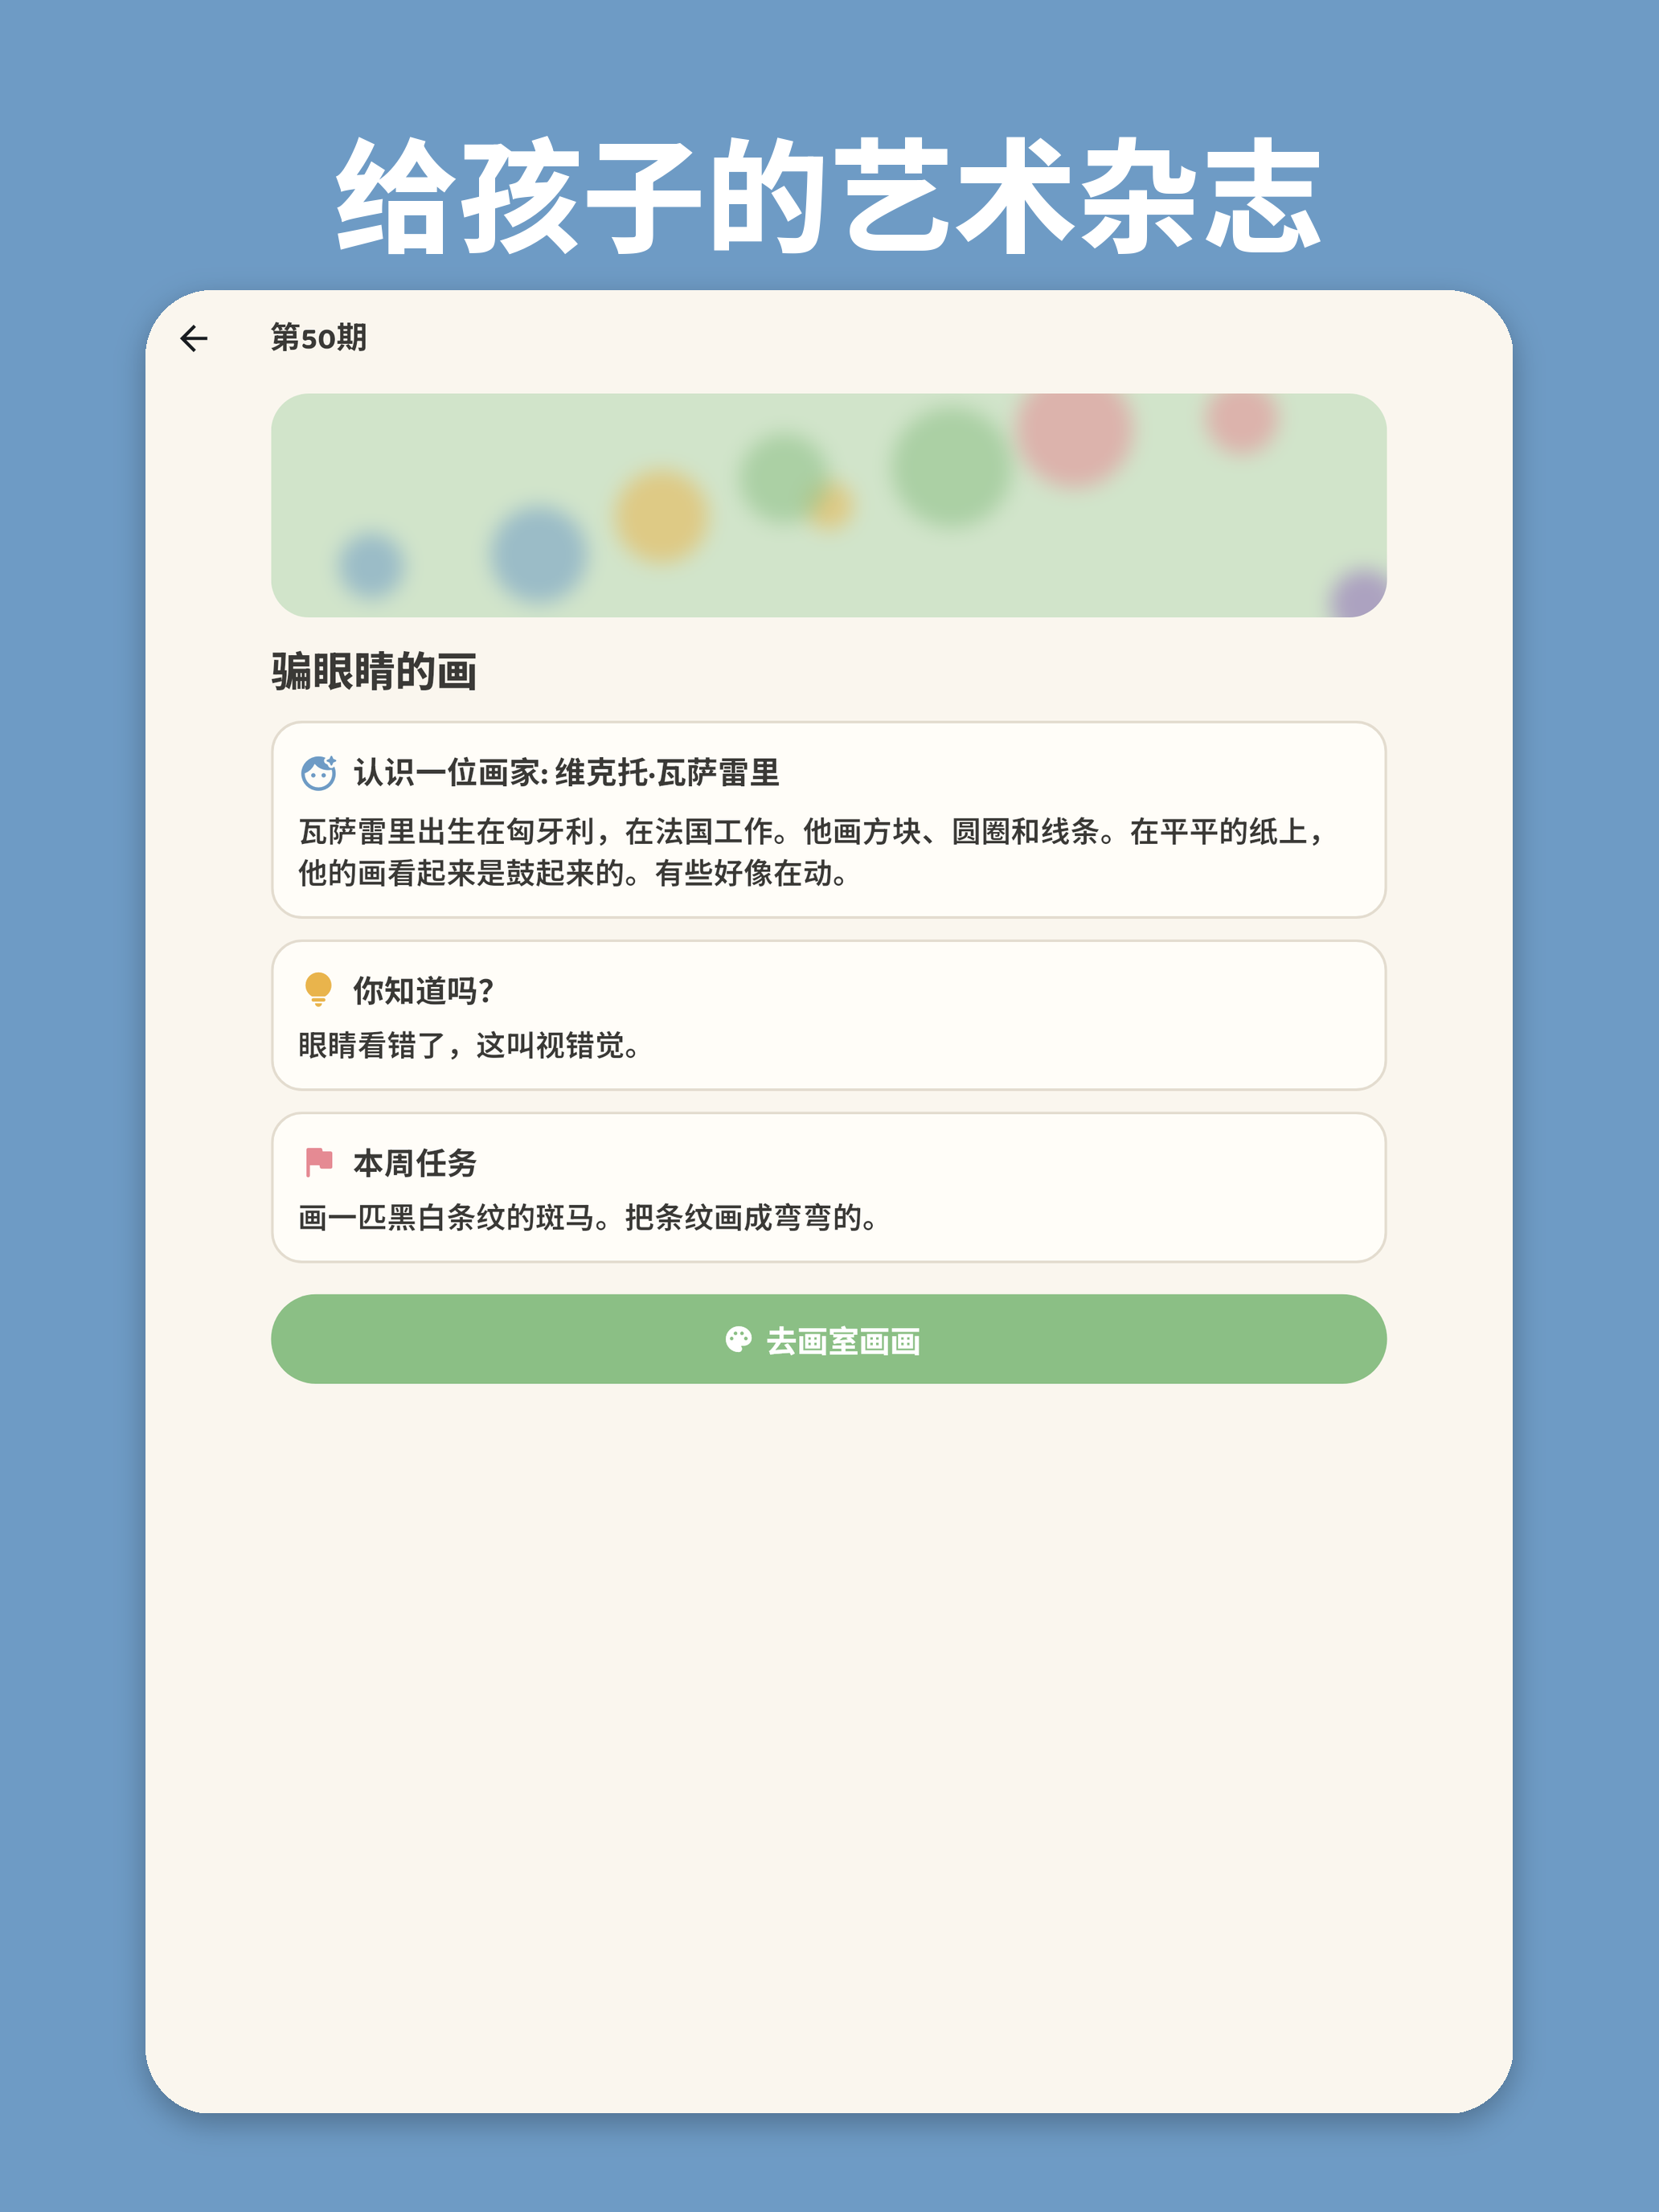 给孩子的艺术杂志
第50期
骗眼睛的画
认识一位画家: 维克托·瓦萨雷里
瓦萨雷里出生在匈牙利，在法国工作。他画方块、圆圈和线条。在平平的纸上，
他的画看起来是鼓起来的。有些好像在动。
你知道吗?
眼睛看错了，这叫视错觉。
本周任务
画一匹黑白条纹的斑马。把条纹画成弯弯的。
去画室画画